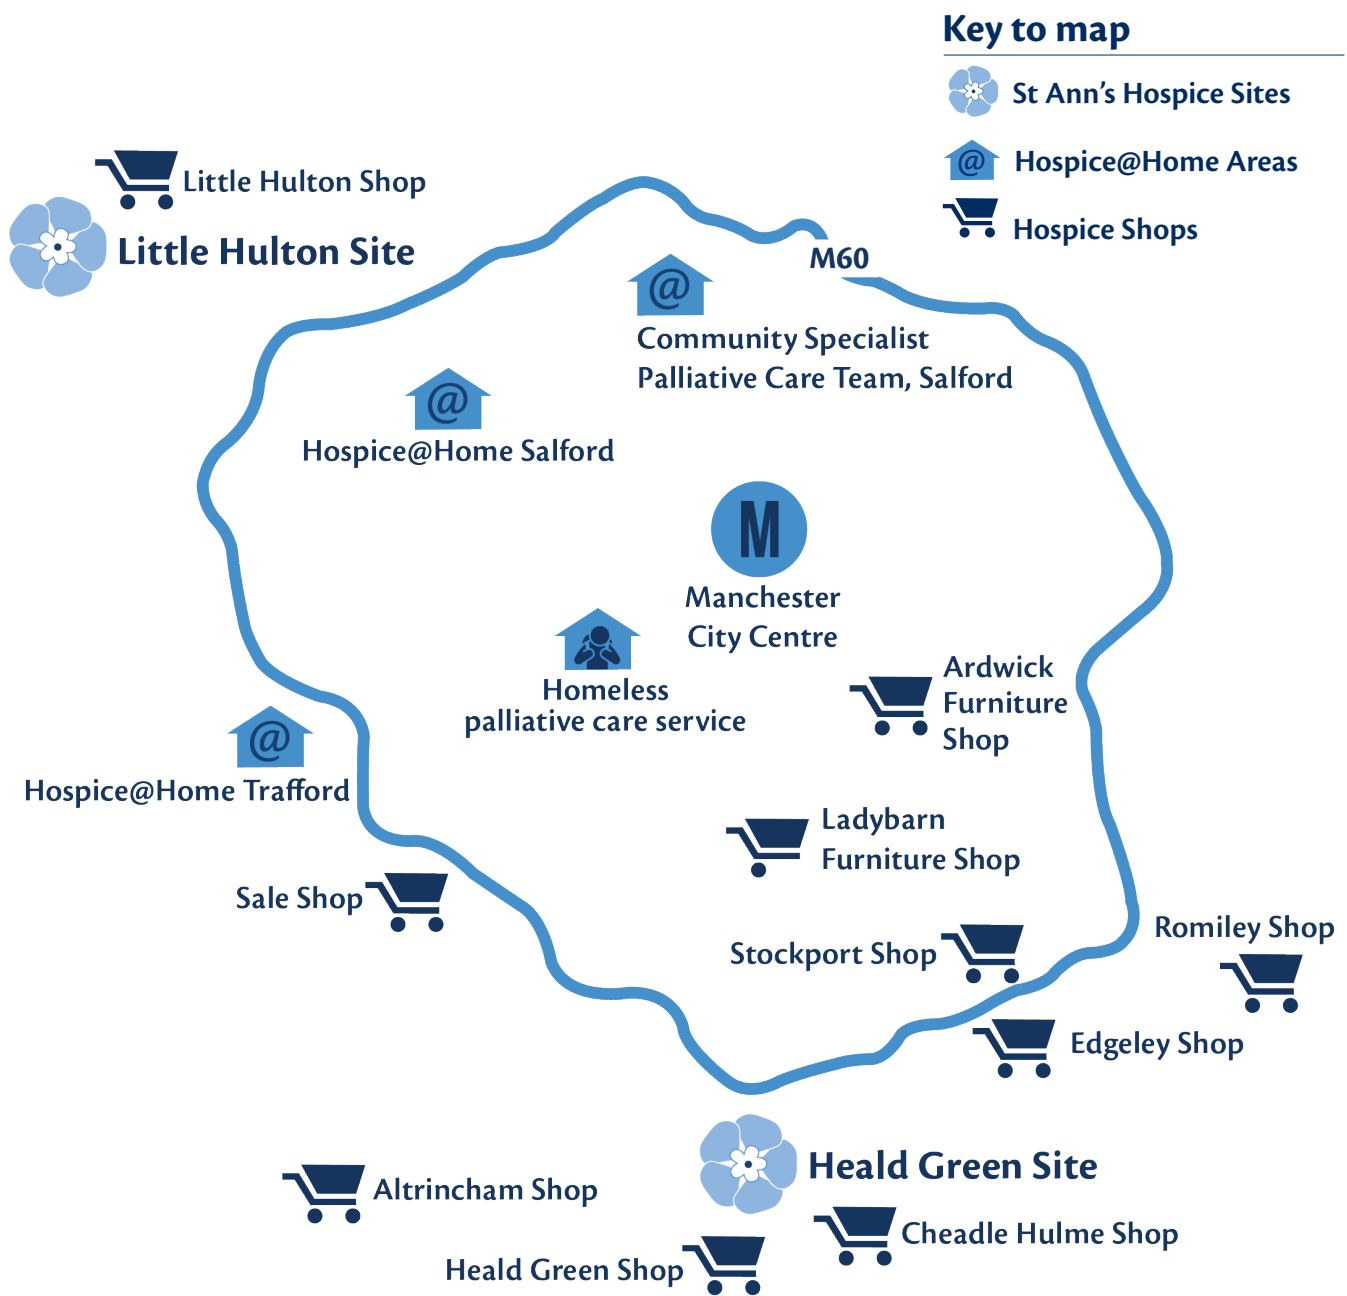 Key to map
St Ann's Hospice Sites
@
Hospice@Home Areas
Hospice Shops
Little Hulton Shop
Little Hulton Site
M60
@
Community Specialist
Palliative Care Team, Salford
@
Hospice@Home Salford
M
Manchester
City Centre
Homeless
palliative care service
Ardwick
Furniture
Shop
@
Hospice@Home Trafford
Ladybarn
Furniture Shop
Sale Shop
Stockport Shop
Romiley Shop
Edgeley Shop
Heald Green Site
Altrincham Shop
Cheadle Hulme Shop
Heald Green Shop